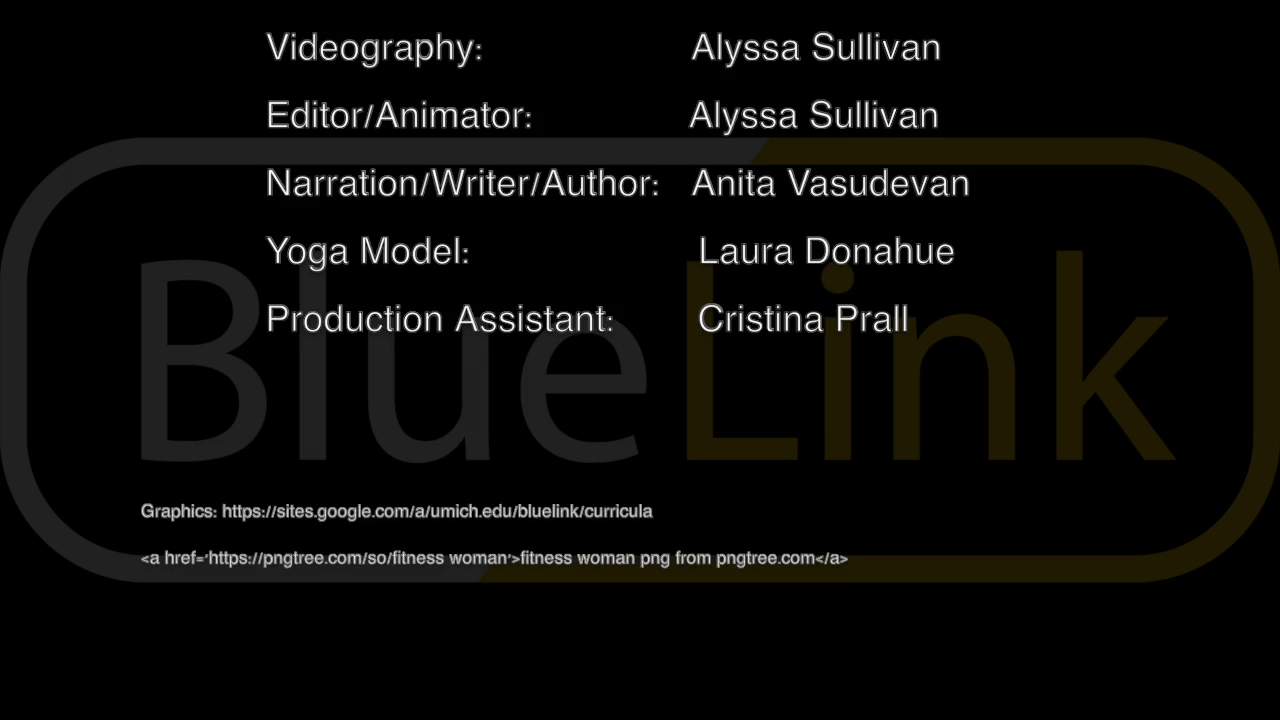 Videography: Alyssa Sullivan
Editor/Animator: Alyssa Sullivan
Narration/Writer/Author: Anita Vasudevan
Yoga Model: Laura Donahue
Production Assistant: Cristina Prall
BlueLink
Graphics: https://sites.google.com/a/umich.edu/bluelink/curricula
<a href='https://pngtree.com/so/fitness woman'>fitness woman png from pngtree.com</a>